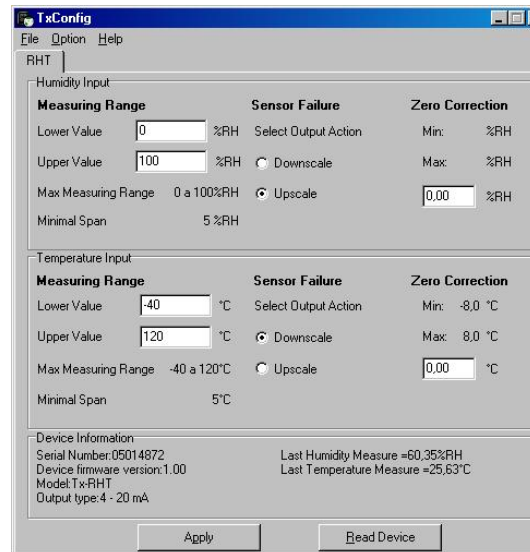 TxConfig
File Option Help
RHT
Humidity Input
Measuring Range Sensor Failure Zero Correction
Lower Value 0 %RH Select Output Action Min: %RH
Upper Value 100 %RH Downscale Max: %RH
Max Measuring Range 0 a 100%RH Upscale 0,00 %RH
Minimal Span 5 %RH
Temperature Input
Measuring Range Sensor Failure Zero Correction
Lower Value -40 °C Select Output Action Min: -8,0 °C
Upper Value 120 °C Downscale Max: 8,0 °C
Max Measuring Range -40 a 120°C Upscale 0,00 °C
Minimal Span 5°C
Device Information
Serial Number:05014872 Last Humidity Measure =60,35%RH
Device firmware version:1.00 Last Temperature Measure =25,63°C
Model:Tx-RHT
Output type:4 - 20 mA
Apply Read Device